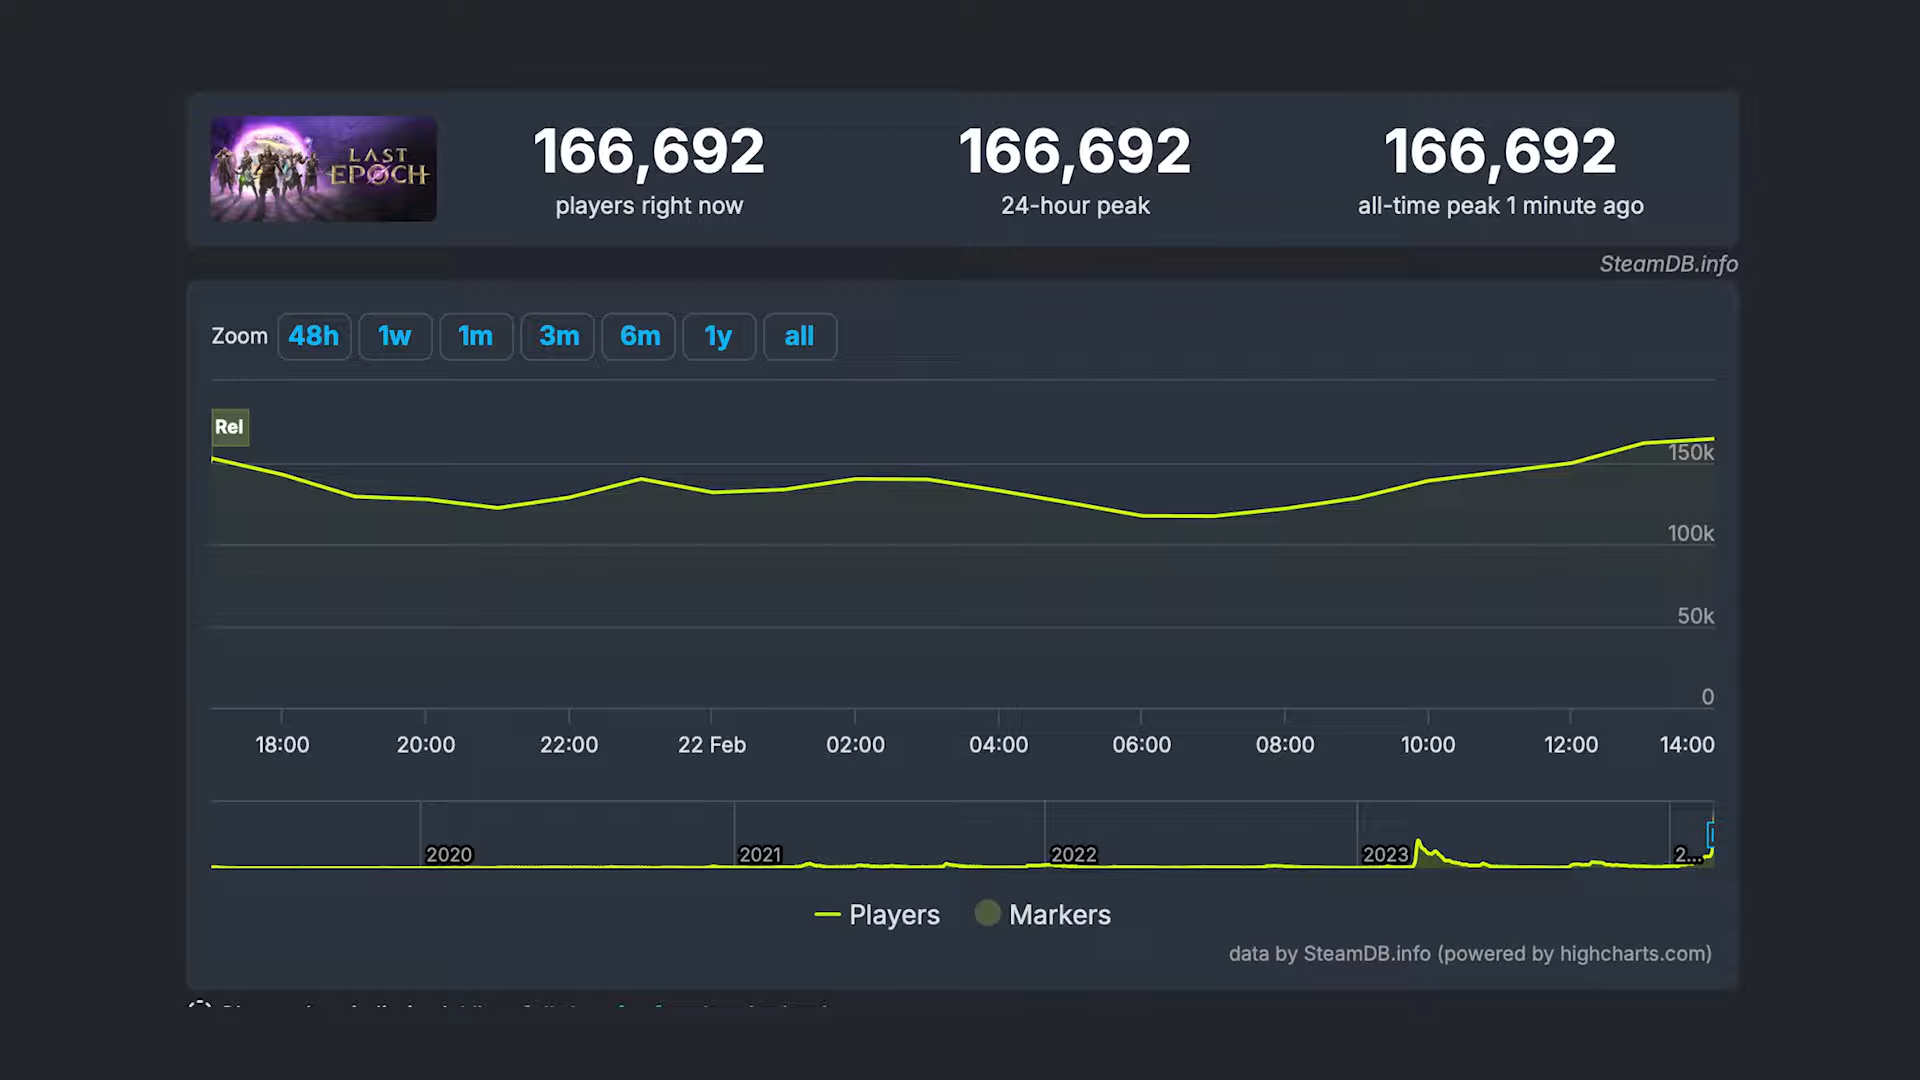 LAST
EPOCH
166,692
players right now
166,692
24-hour peak
166,692
all-time peak 1 minute ago
SteamDB.info
Zoom 48h 1w 1m 3m 6m 1y all
Rel
150k
100k
50k
0
18:00 20:00 22:00 22 Feb 02:00 04:00 06:00 08:00 10:00 12:00 14:00
2020 2021 2022 2023 2...
Players Markers
data by SteamDB.info (powered by highcharts.com)